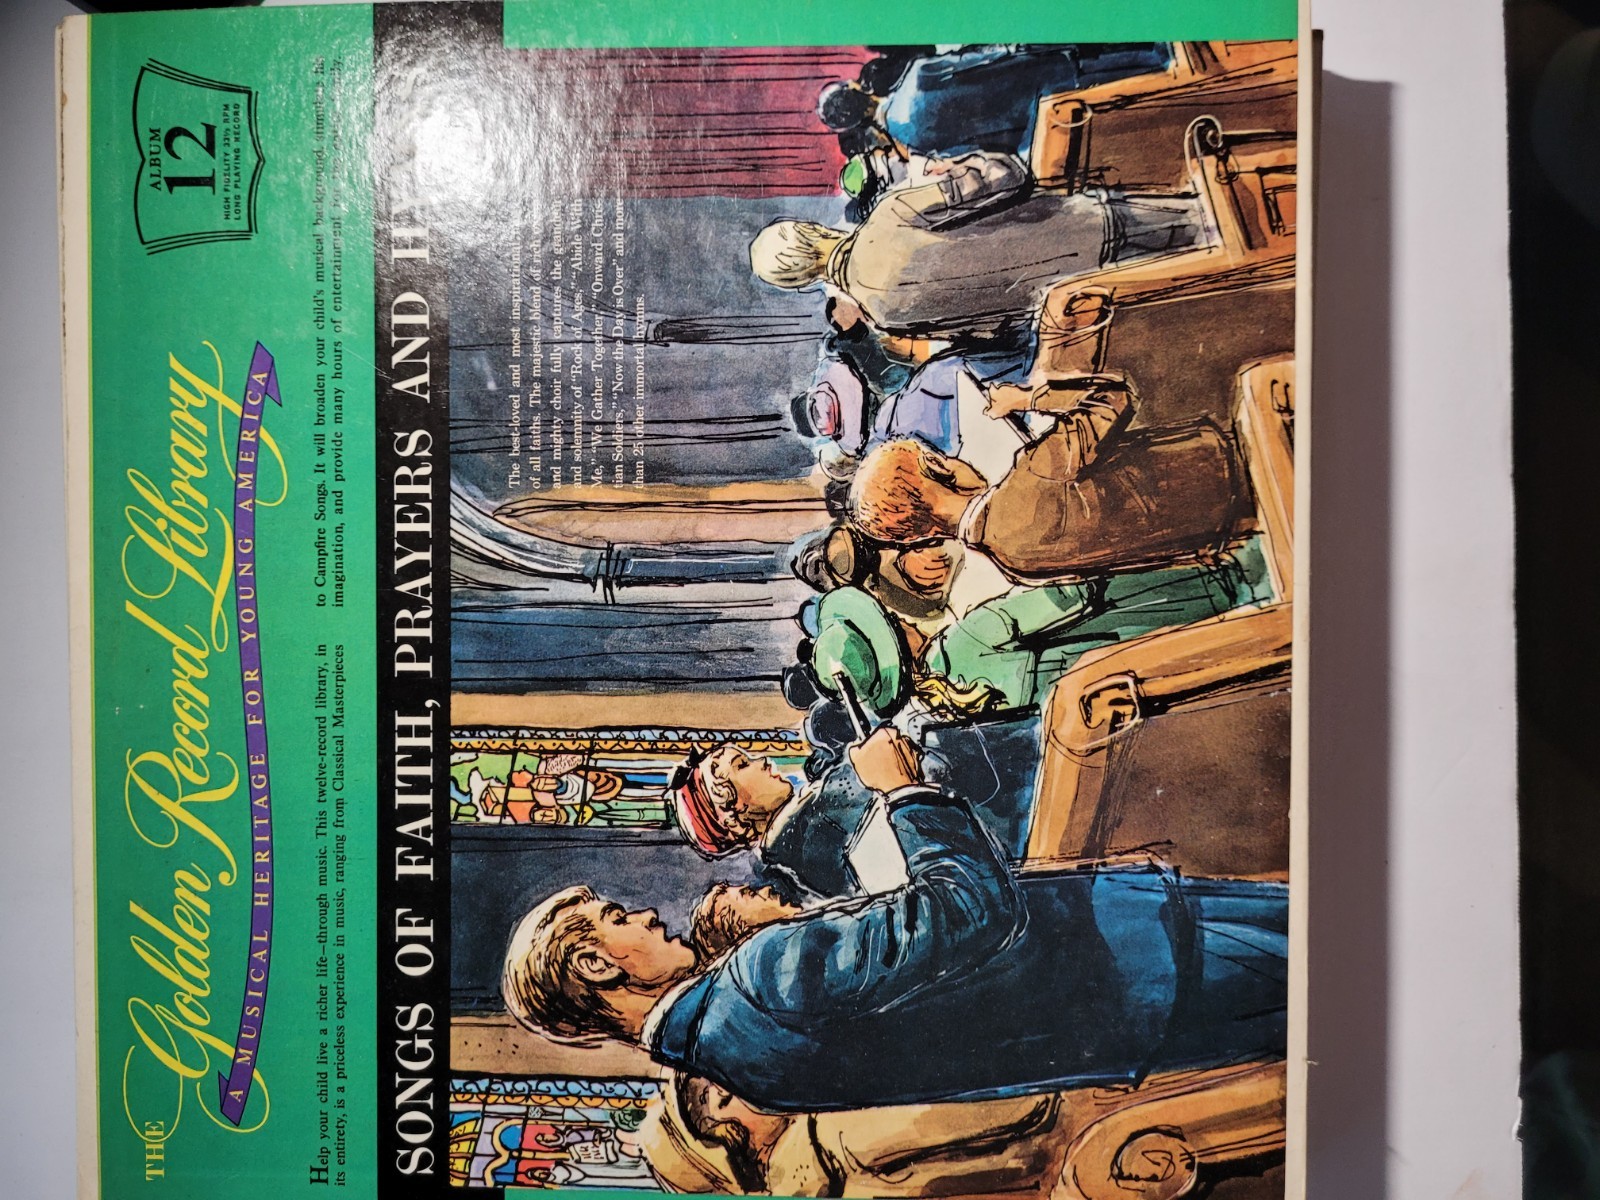 THE
Golden Record Library
A MUSICAL HERITAGE FOR YOUNG AMERICA
ALBUM
12
HIGH FIDELITY 33⅓ RPM
LONG PLAYING RECORD
Help your child live a richer life—through music. This twelve-record library, in
its entirety, is a priceless experience in music, ranging from Classical Masterpieces
to Campfire Songs. It will broaden your child's musical background, stimulate his
imagination, and provide many hours of entertainment for
SONGS OF FAITH, PRAYERS AND
The best-loved and most inspirational
of all faiths. The majestic blend of rich
and mighty choir fully captures the grandeur
and solemnity of "Rock of Ages," "Abide With
Me," "We Gather Together," "Onward Chris-
tian Soldiers," "Now the Day is Over" and more
than 25 other immortal hymns.